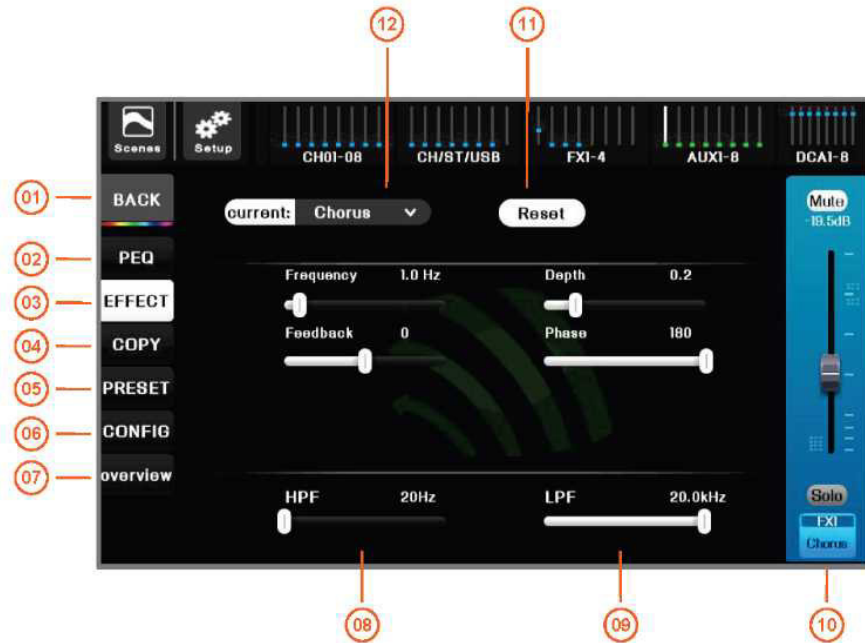 12 11
Scenes Setup CH01-08 CH/ST/USB FX1-4 AUX1-8 DCA1-8
01 BACK current: Chorus Reset Mute
-19.5dB
02 PEQ
Frequency 1.0 Hz Depth 0.2
03 EFFECT
Feedback 0 Phase 180
04 COPY
05 PRESET
06 CONFIG
07 overview
HPF 20Hz LPF 20.0kHz Solo
FX1
Chorus
08 09 10